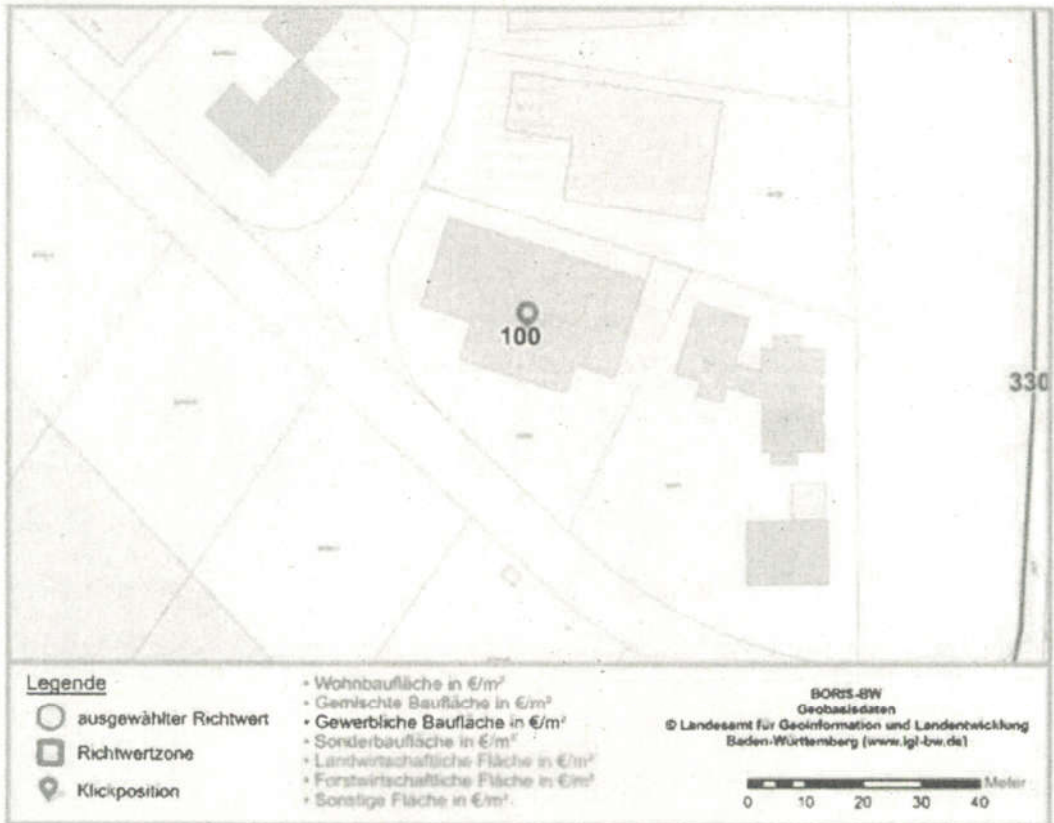 100
330
Legende
ausgewählter Richtwert
Richtwertzone
Klickposition
• Wohnbaufläche in €/m²
• Gemischte Baufläche in €/m²
• Gewerbliche Baufläche in €/m²
• Sonderbaufläche in €/m²
• Landwirtschaftliche Fläche in €/m²
• Forstwirtschaftliche Fläche in €/m²
• Sonstige Fläche in €/m²
BORIS-BW
Geobasisdaten
© Landesamt für Geoinformation und Landentwicklung
Baden-Württemberg (www.lgl-bw.de)
Meter
0 10 20 30 40